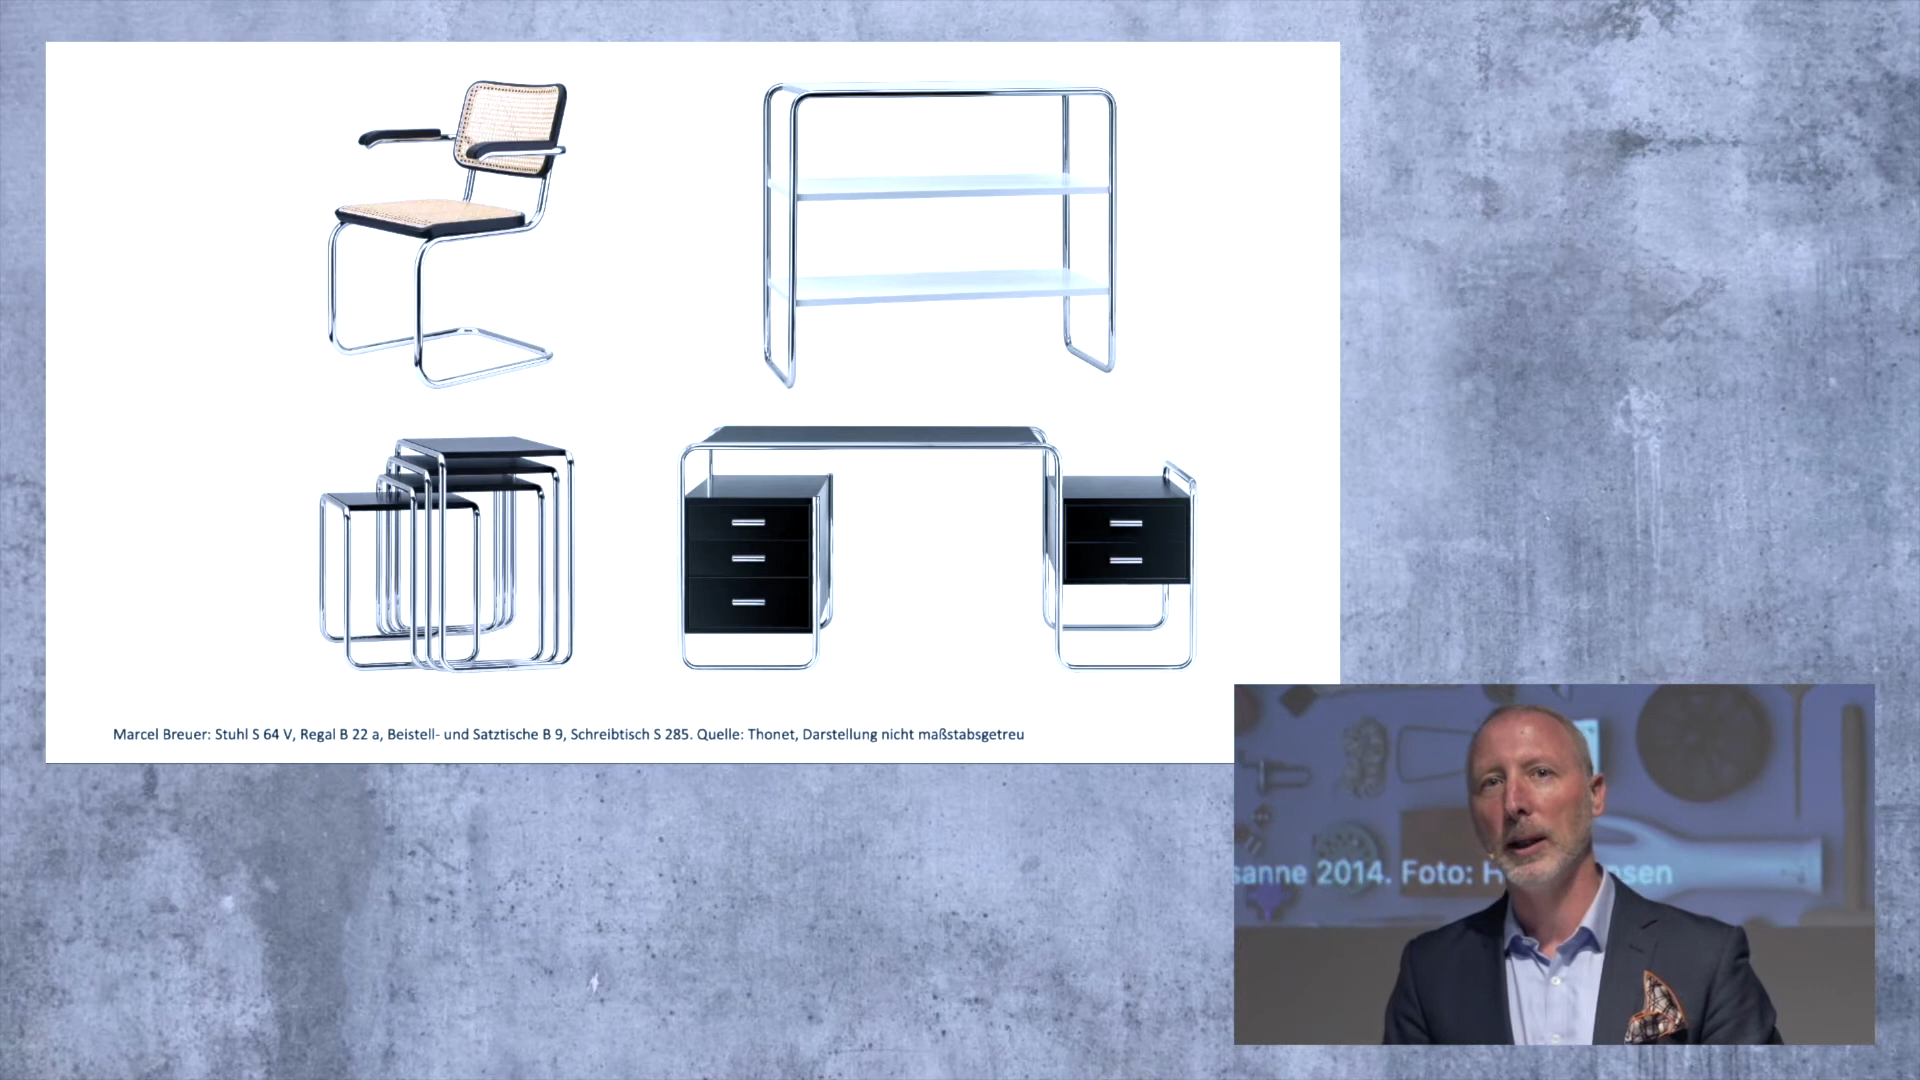 Marcel Breuer: Stuhl S 64 V, Regal B 22 a, Beistell- und Satztische B 9, Schreibtisch S 285. Quelle: Thonet, Darstellung nicht maßstabsgetreu
2014. Foto: